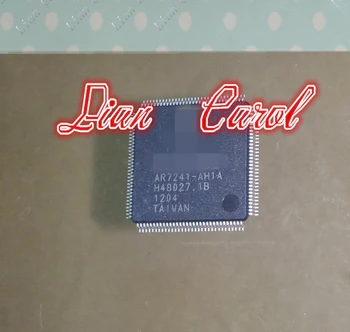 Lian Carol
AR7241-AH1A
H48027.1B
1204
TAIWAN